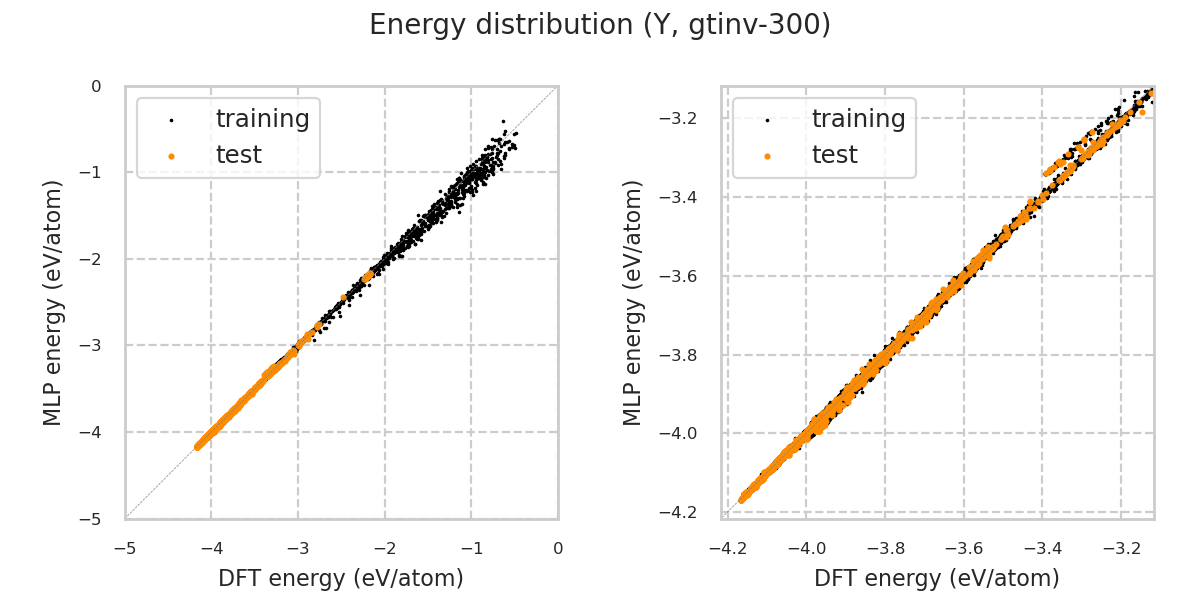 Energy distribution (Y, gtinv-300)
training
test
0
−1
−2
−3
−4
−5
−5
−4
−3
−2
−1
0
MLP energy (eV/atom)
DFT energy (eV/atom)
training
test
−3.2
−3.4
−3.6
−3.8
−4.0
−4.2
−4.2
−4.0
−3.8
−3.6
−3.4
−3.2
MLP energy (eV/atom)
DFT energy (eV/atom)